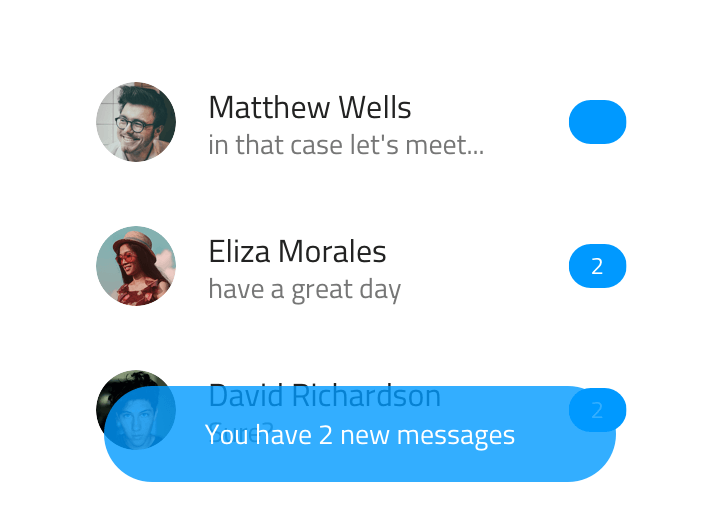 Matthew Wells
in that case let's meet...
Eliza Morales
2
have a great day
David Richardson
2
You have 2 new messages